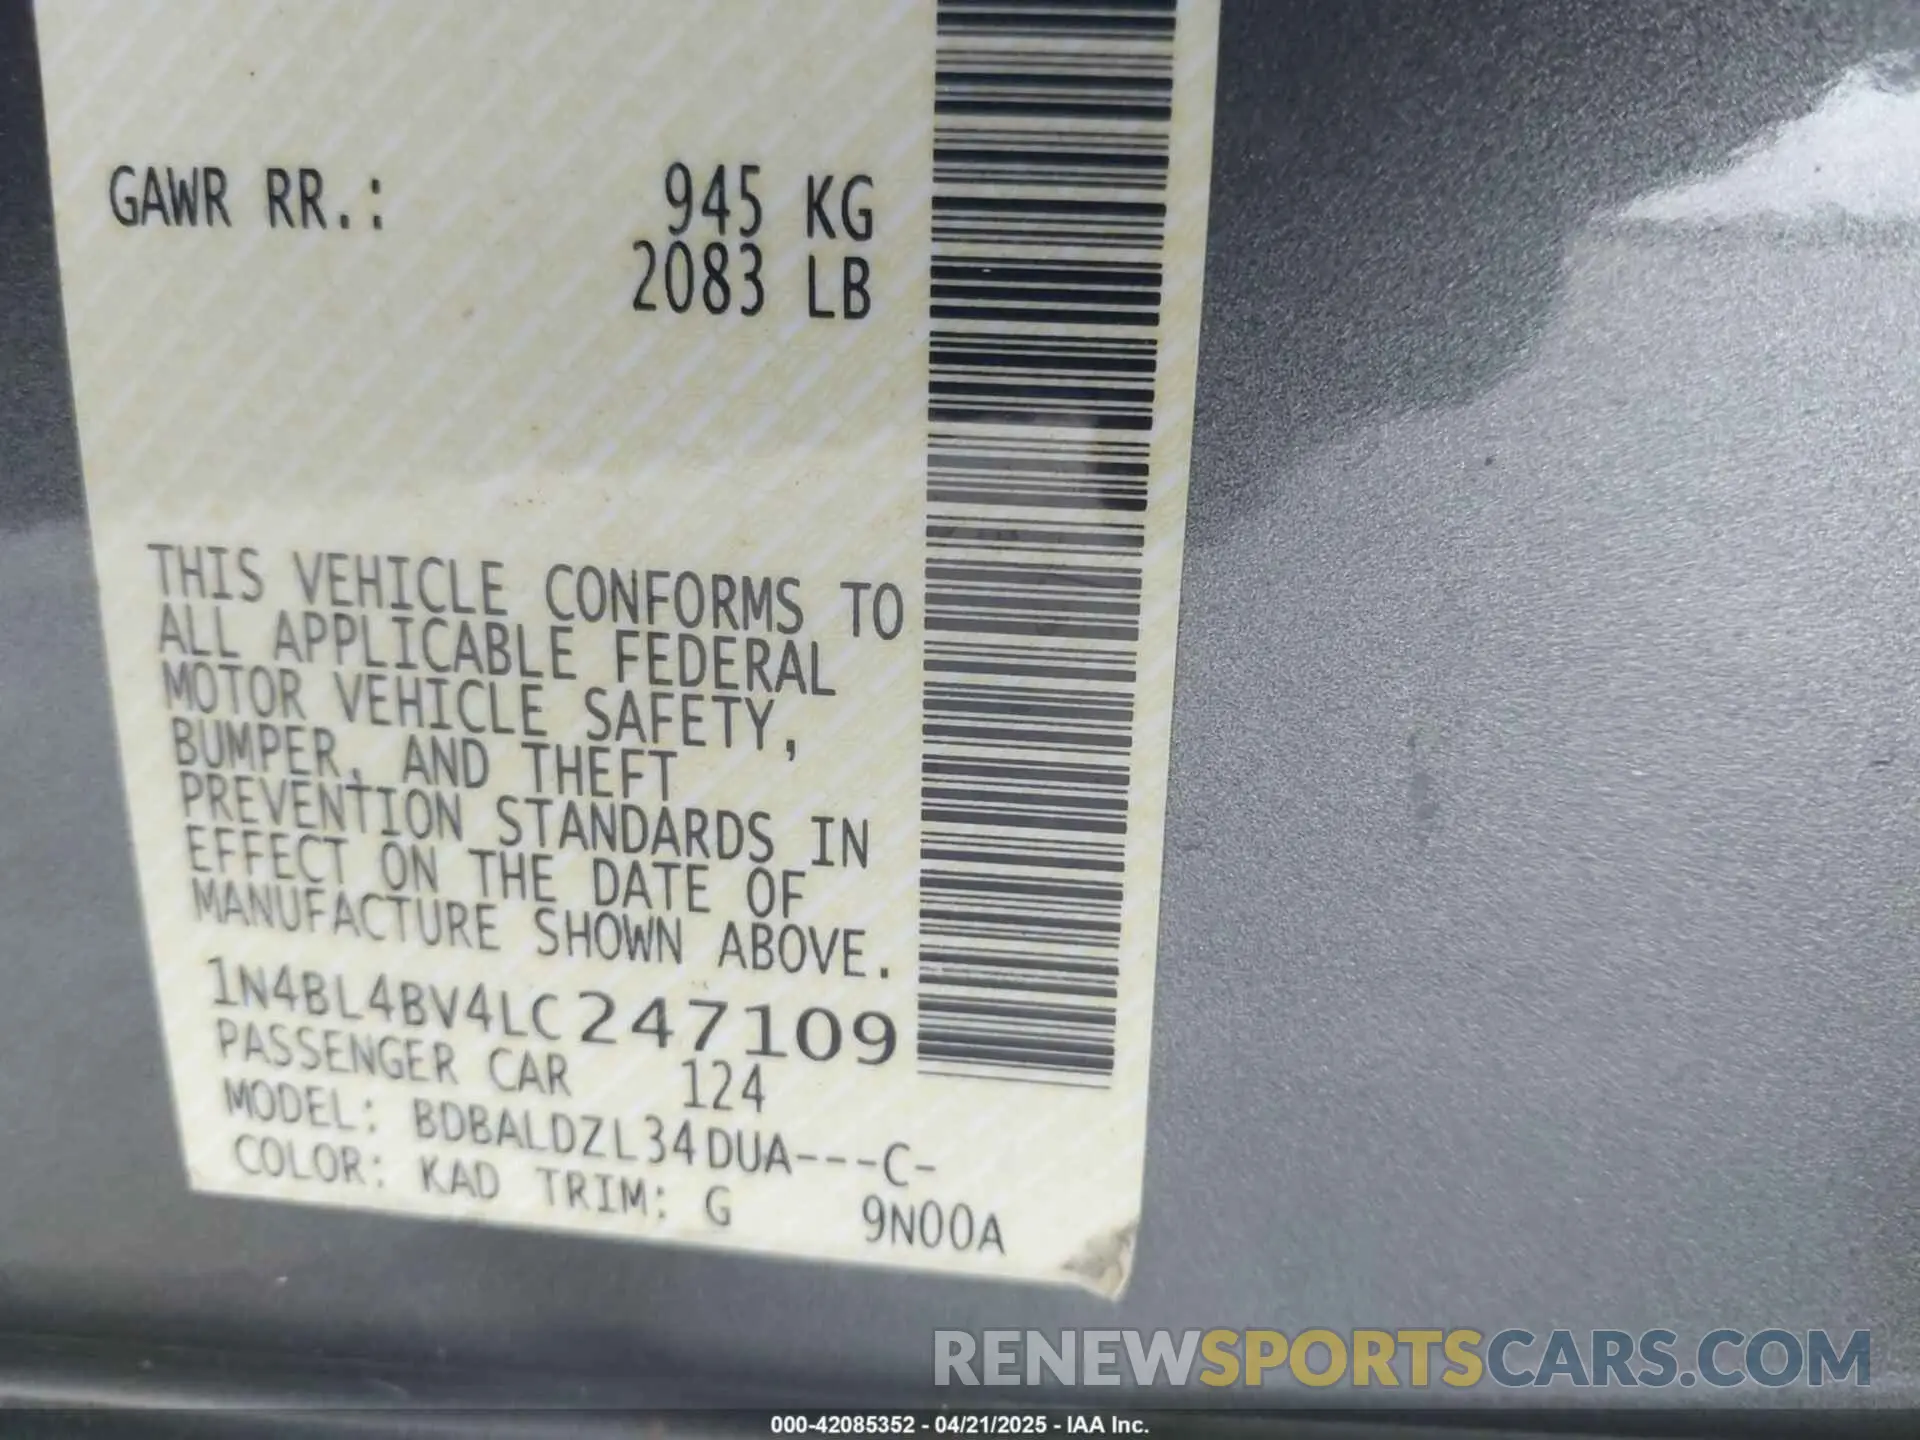 GAWR RR.: 945 KG
2083 LB
THIS VEHICLE CONFORMS TO
ALL APPLICABLE FEDERAL
MOTOR VEHICLE SAFETY,
BUMPER, AND THEFT
PREVENTION STANDARDS IN
EFFECT ON THE DATE OF
MANUFACTURE SHOWN ABOVE.
1N4BL4BV4LC247109
PASSENGER CAR 124
MODEL: BDBALDZL34DUA---C-
COLOR: KAD TRIM: G 9N00A
RENEWSPORTSCARS.COM
000-42085352 - 04/21/2025 - IAA Inc.